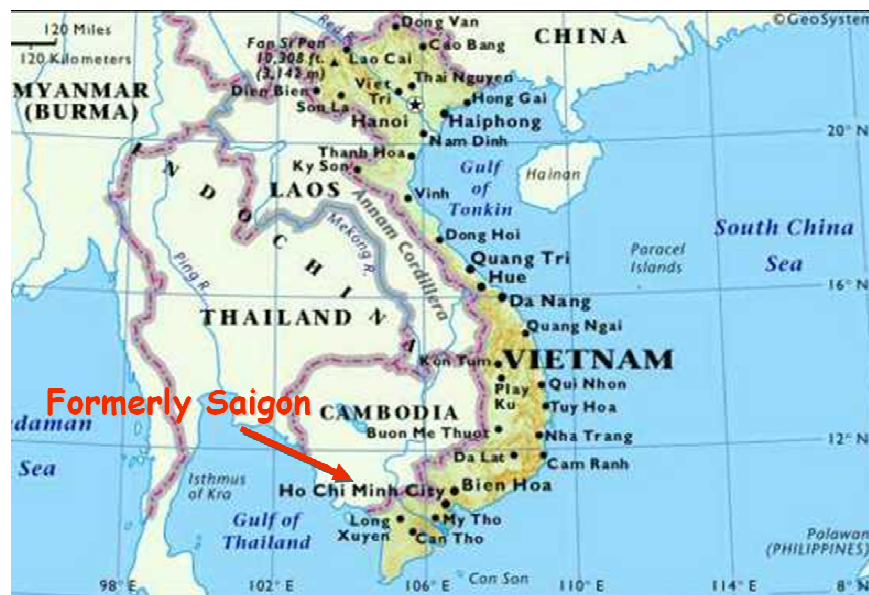 ©GeoSystem
120 Miles
120 Kilometers
Red R.
Dong Van
Cao Bang
CHINA
Fan Si Pan
10,308 ft.
(3,142 m)
Lao Cai
Thai Nguyen
MYANMAR
(BURMA)
Dien Bien
Son La
Viet
Tri
Hong Gai
Hanoi
Haiphong
Nam Dinh
20° N
Thanh Hoa
Ky Son
Gulf
of
Tonkin
Hainan
INDOCHINA
LAOS
Vinh
Annam Cordillera
Mekong R.
Dong Hoi
South China
Sea
Paracel
Islands
Ping R.
Quang Tri
Hue
16° N
Da Nang
THAILAND
Quang Ngai
Kon Tum
VIETNAM
Play
Ku
Qui Nhon
Formerly Saigon
CAMBODIA
Tuy Hoa
daman
Sea
Buon Me Thuot
Nha Trang
12° N
Da Lat
Cam Ranh
Isthmus
of Kra
Ho Chi Minh City
Bien Hoa
Gulf of
Thailand
Long
Xuyen
My Tho
Can Tho
Palawan
(PHILIPPINES)
Con Son
98° E
102° E
106° E
110° E
114° E
8° N